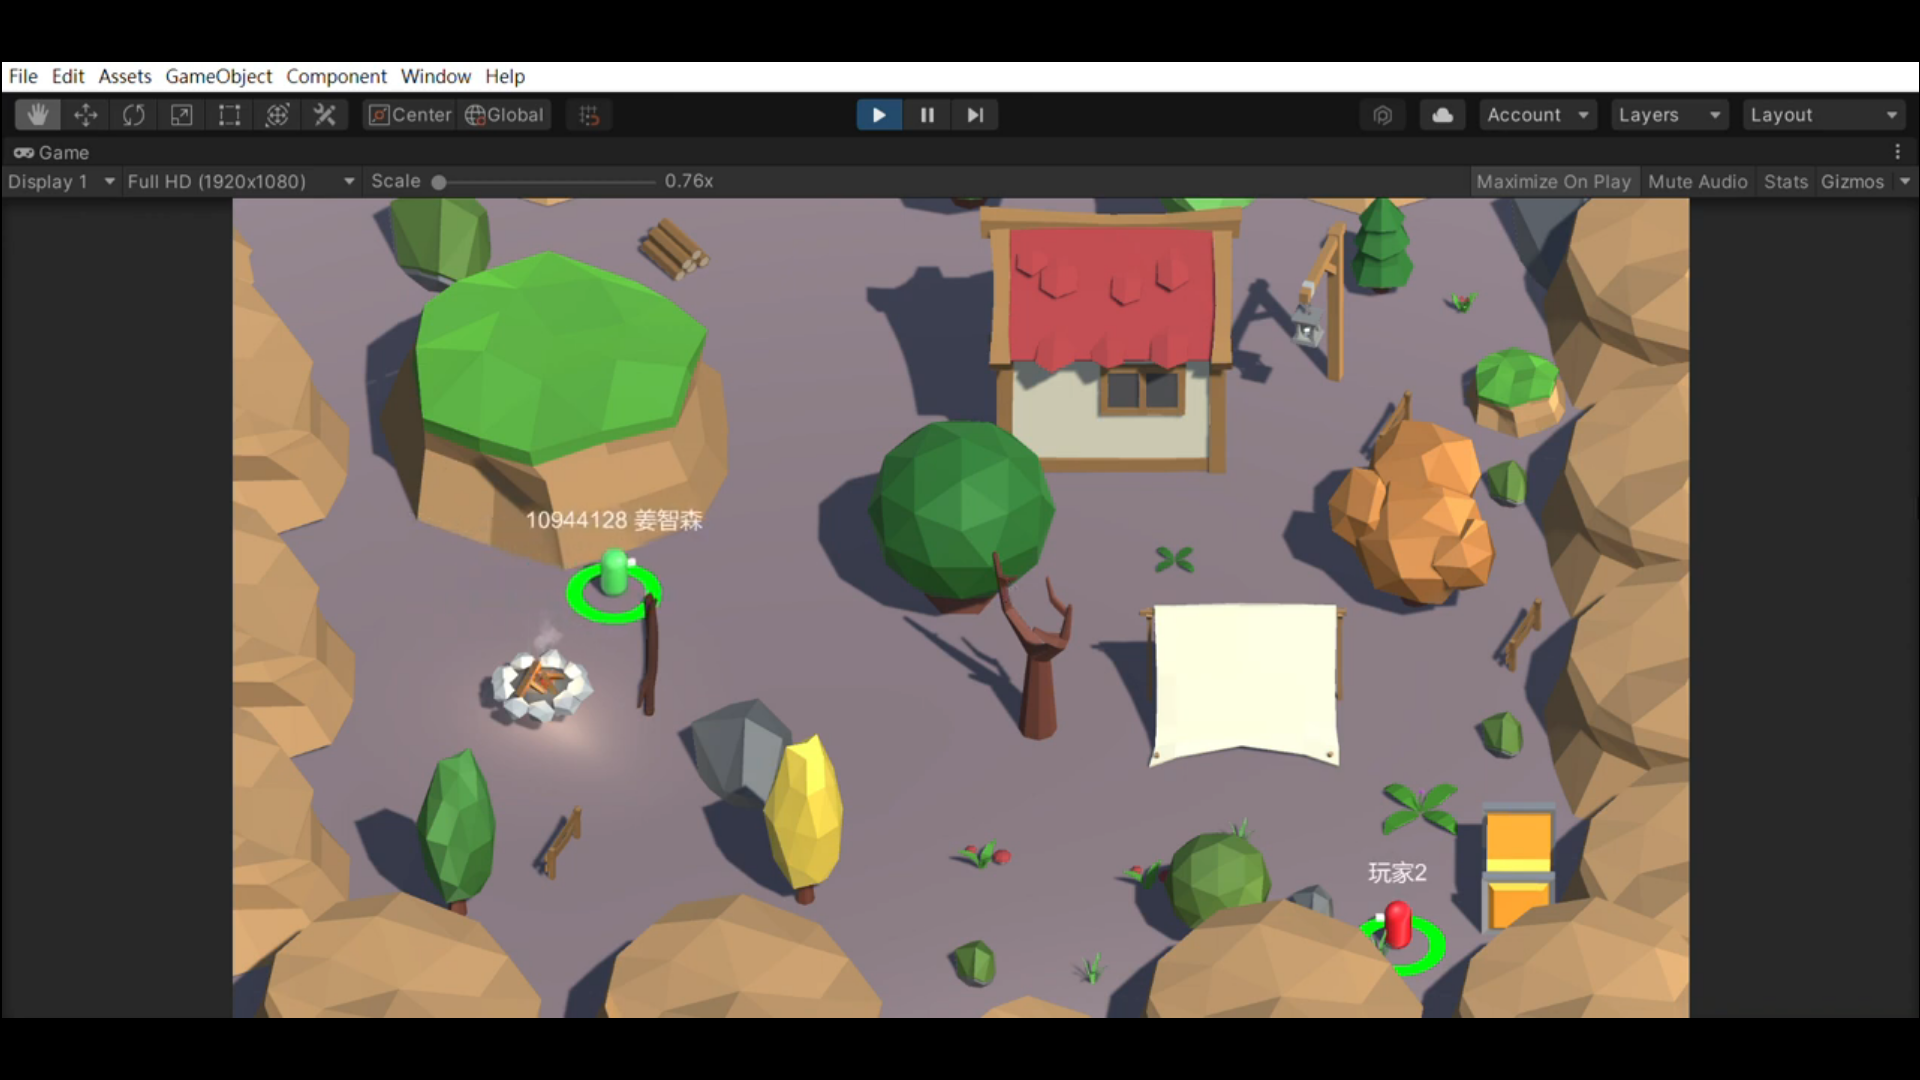 File Edit Assets GameObject Component Window Help
Center Global Account Layers Layout
Game
Display 1 Full HD (1920x1080) Scale 0.76x Maximize On Play Mute Audio Stats Gizmos
10944128 姜智森
玩家2